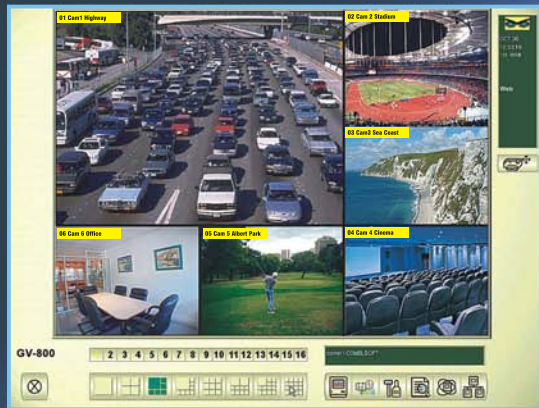 01 Cam1 Highway
02 Cam 2 Stadium
03 Cam3 Sea Coast
06 Cam 6 Office
05 Cam 5 Albert Park
04 Cam 4 Cinema
Web
GV-800
2 3 4 5 6 7 8 9 10 11 12 13 14 15 16